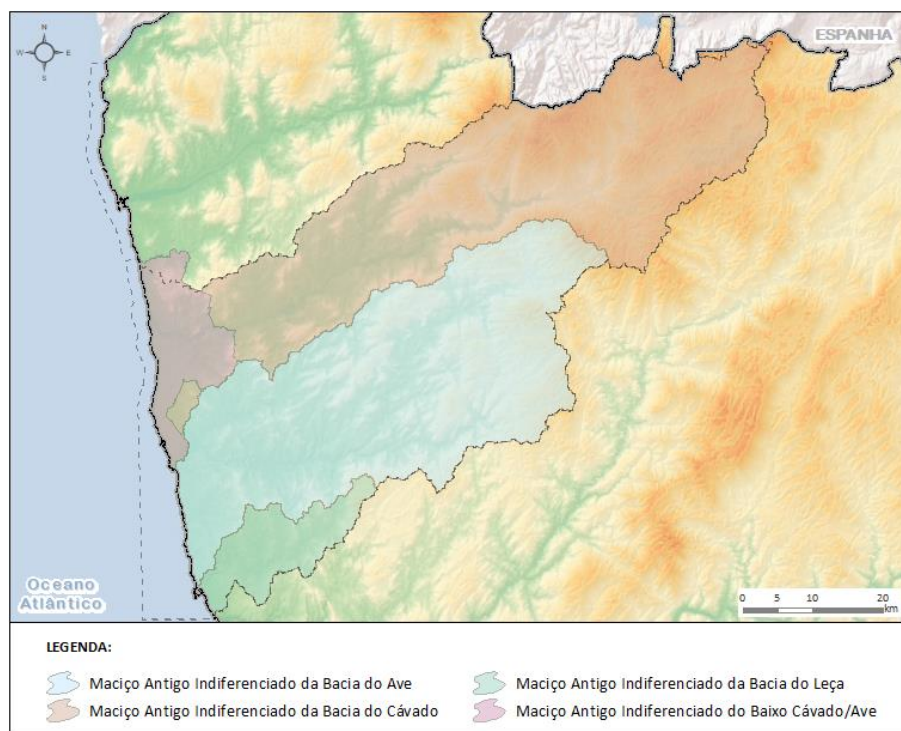 N
W E
S
ESPANHA
Oceano
Atlântico
0 5 10 20
km
LEGENDA:
Maciço Antigo Indiferenciado da Bacia do Ave
Maciço Antigo Indiferenciado da Bacia do Leça
Maciço Antigo Indiferenciado da Bacia do Cávado
Maciço Antigo Indiferenciado do Baixo Cávado/Ave